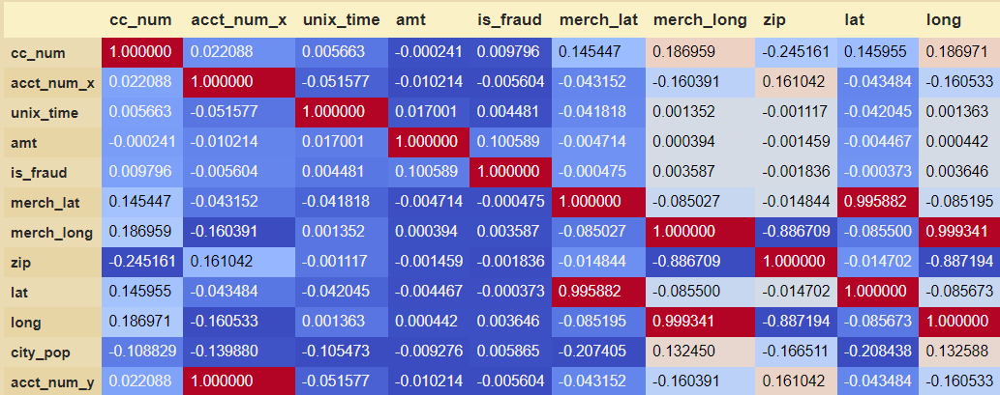 cc_num acct_num_x unix_time amt is_fraud merch_lat merch_long zip lat long
cc_num 1.000000 0.022088 0.005663 -0.000241 0.009796 0.145447 0.186959 -0.245161 0.145955 0.186971
acct_num_x 0.022088 1.000000 -0.051577 -0.010214 -0.005604 -0.043152 -0.160391 0.161042 -0.043484 -0.160533
unix_time 0.005663 -0.051577 1.000000 0.017001 0.004481 -0.041818 0.001352 -0.001117 -0.042045 0.001363
amt -0.000241 -0.010214 0.017001 1.000000 0.100589 -0.004714 0.000394 -0.001459 -0.004467 0.000442
is_fraud 0.009796 -0.005604 0.004481 0.100589 1.000000 -0.000475 0.003587 -0.001836 -0.000373 0.003646
merch_lat 0.145447 -0.043152 -0.041818 -0.004714 -0.000475 1.000000 -0.085027 -0.014844 0.995882 -0.085195
merch_long 0.186959 -0.160391 0.001352 0.000394 0.003587 -0.085027 1.000000 -0.886709 -0.085500 0.999341
zip -0.245161 0.161042 -0.001117 -0.001459 -0.001836 -0.014844 -0.886709 1.000000 -0.014702 -0.887194
lat 0.145955 -0.043484 -0.042045 -0.004467 -0.000373 0.995882 -0.085500 -0.014702 1.000000 -0.085673
long 0.186971 -0.160533 0.001363 0.000442 0.003646 -0.085195 0.999341 -0.887194 -0.085673 1.000000
city_pop -0.108829 -0.139880 -0.105473 -0.009276 0.005865 -0.207405 0.132450 -0.166511 -0.208438 0.132588
acct_num_y 0.022088 1.000000 -0.051577 -0.010214 -0.005604 -0.043152 -0.160391 0.161042 -0.043484 -0.160533